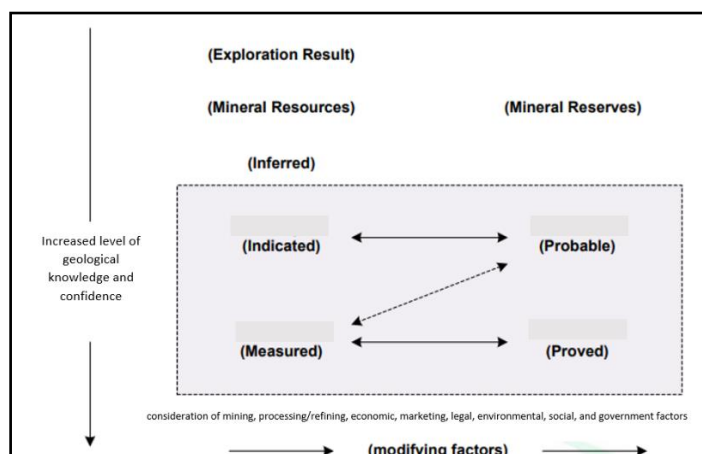 (Exploration Result)
(Mineral Resources) (Mineral Reserves)
(Inferred)
(Indicated) (Probable)
Increased level of
geological
knowledge and
confidence
(Measured) (Proved)
consideration of mining, processing/refining, economic, marketing, legal, environmental, social, and government factors
(modifying factors)